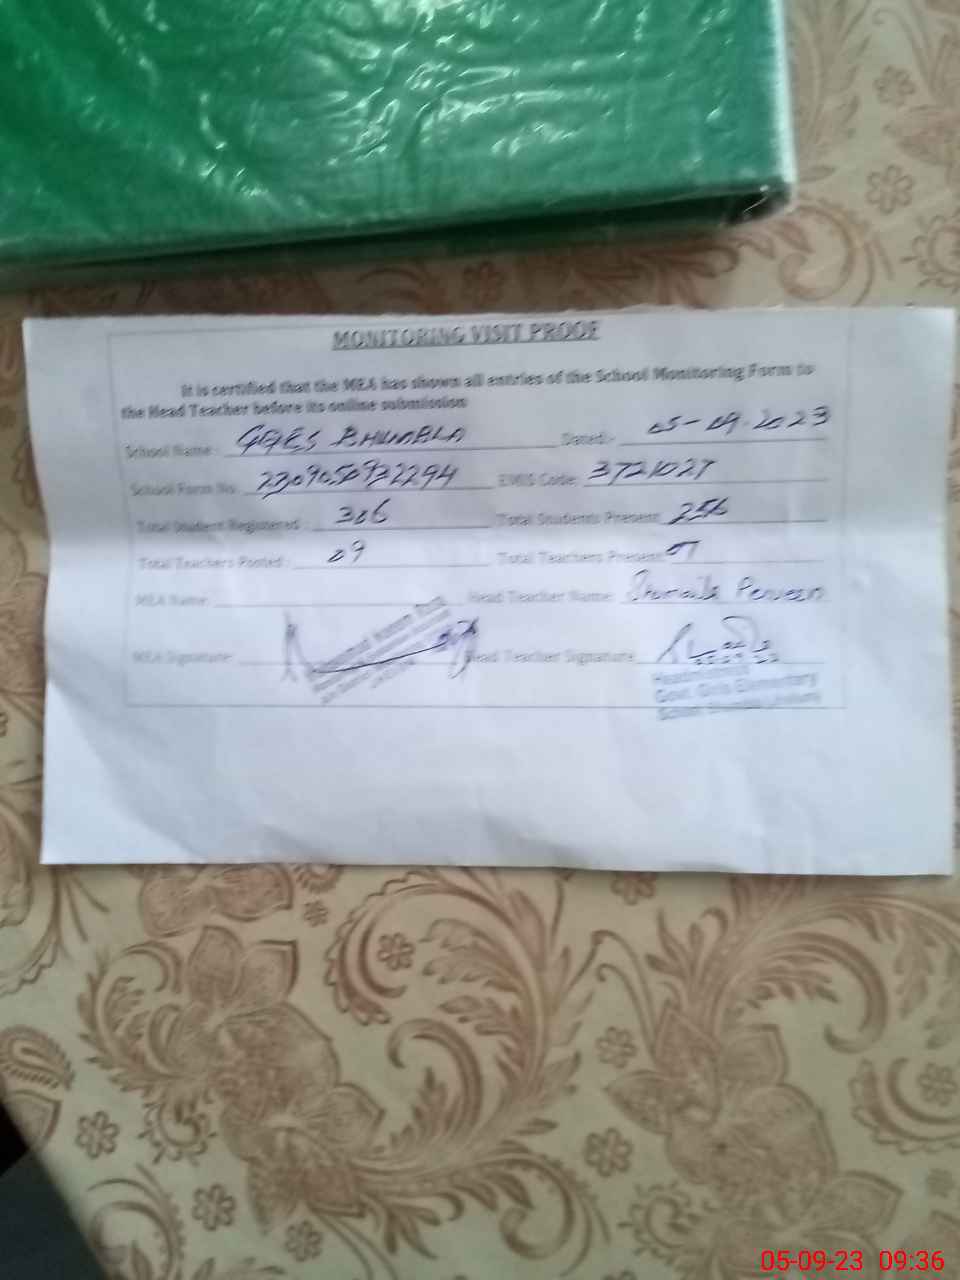 MONITORING VISIT PROOF
It is certified that the MEA has shown all entries of the School Monitoring Form to
the Head Teacher before its online submission
School Name: GGES BHUMBLA Dated:- 05-09-2023
School Form No: EMIS Code: 3721027
Total Student Registered: 306 Total Students Present 256
Total Teachers Posted: 09 Total Teachers Present 07
MEA Name: Head Teacher Name: Shomaila Perveen
MEA Signature: Head Teacher Signature
Headmistress
Govt. Girls Elementary
School
05-09-23 09:36